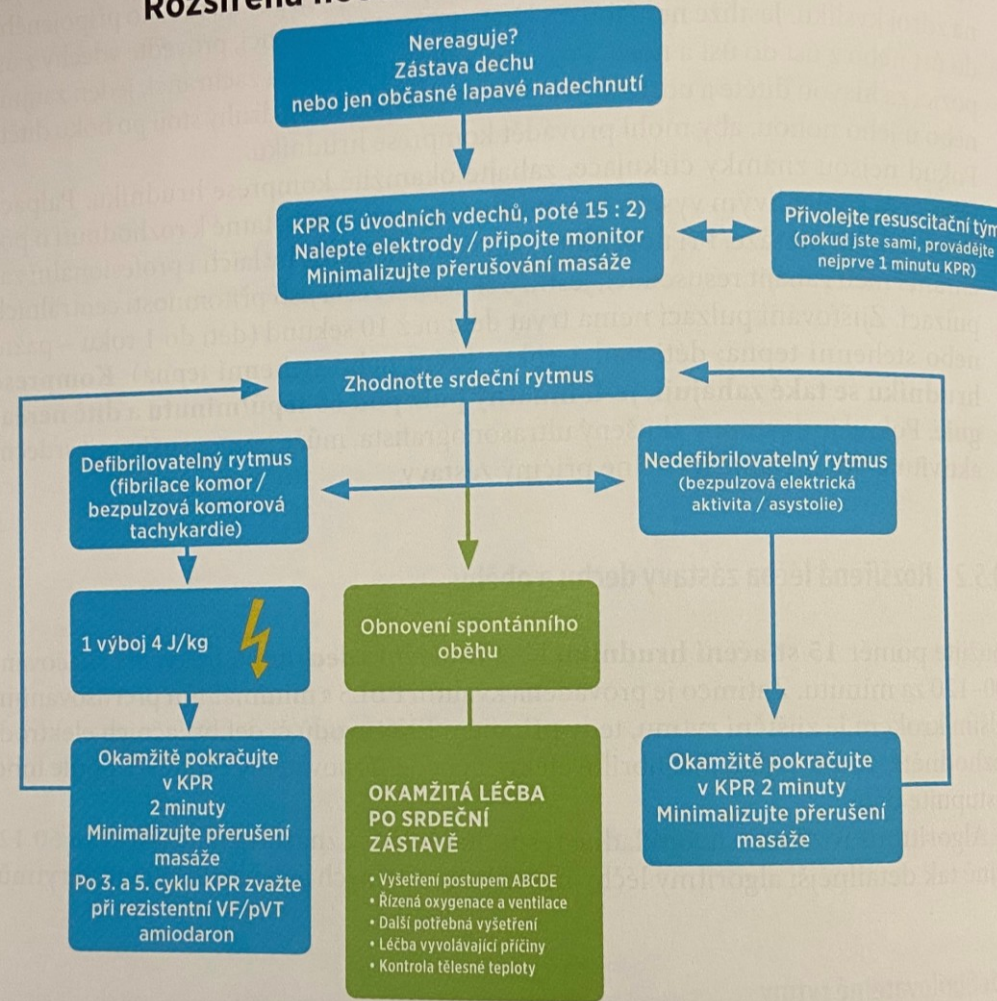 Rozšířená
Nereaguje?
Zástava dechu
nebo jen občasné lapavé nadechnutí
KPR (5 úvodních vdechů, poté 15 : 2)
Nalepte elektrody / připojte monitor
Minimalizujte přerušování masáže
Přivolejte resuscitační tým
(pokud jste sami, provádějte
nejprve 1 minutu KPR)
Zhodnoťte srdeční rytmus
Defibrilovatelný rytmus
(fibrilace komor /
bezpulzová komorová
tachykardie)
Nedefibrilovatelný rytmus
(bezpulzová elektrická
aktivita / asystolie)
1 výboj 4 J/kg
Obnovení spontánního
oběhu
Okamžitě pokračujte
v KPR
2 minuty
Minimalizujte přerušení
masáže
Po 3. a 5. cyklu KPR zvažte
při rezistentní VF/pVT
amiodaron
OKAMŽITÁ LÉČBA
PO SRDEČNÍ
ZÁSTAVĚ
• Vyšetření postupem ABCDE
• Řízená oxygenace a ventilace
• Další potřebná vyšetření
• Léčba vyvolávající příčiny
• Kontrola tělesné teploty
Okamžitě pokračujte
v KPR 2 minuty
Minimalizujte přerušení
masáže